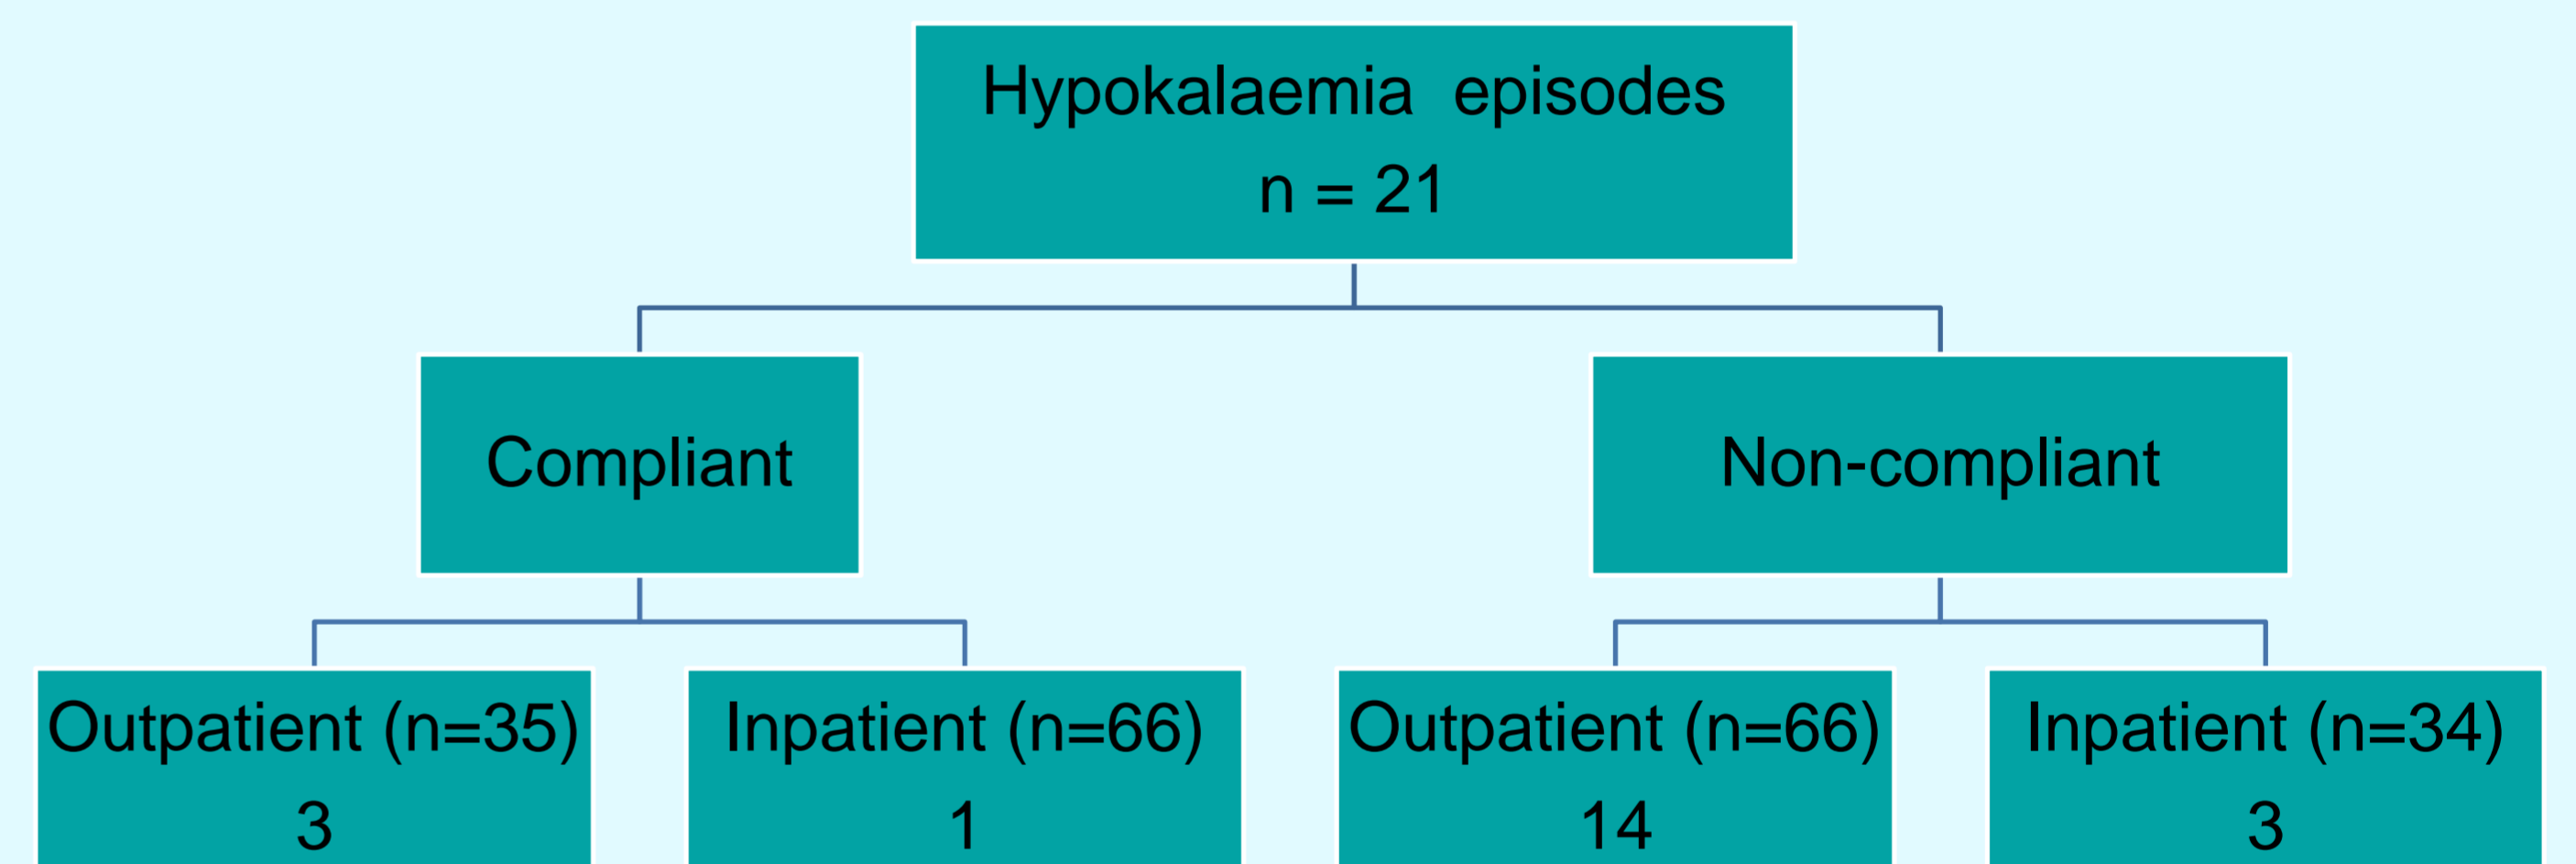 Hypokalaemia episodes
n = 21
Compliant
Non-compliant
Outpatient (n=35)
3
Inpatient (n=66)
1
Outpatient (n=66)
14
Inpatient (n=34)
3